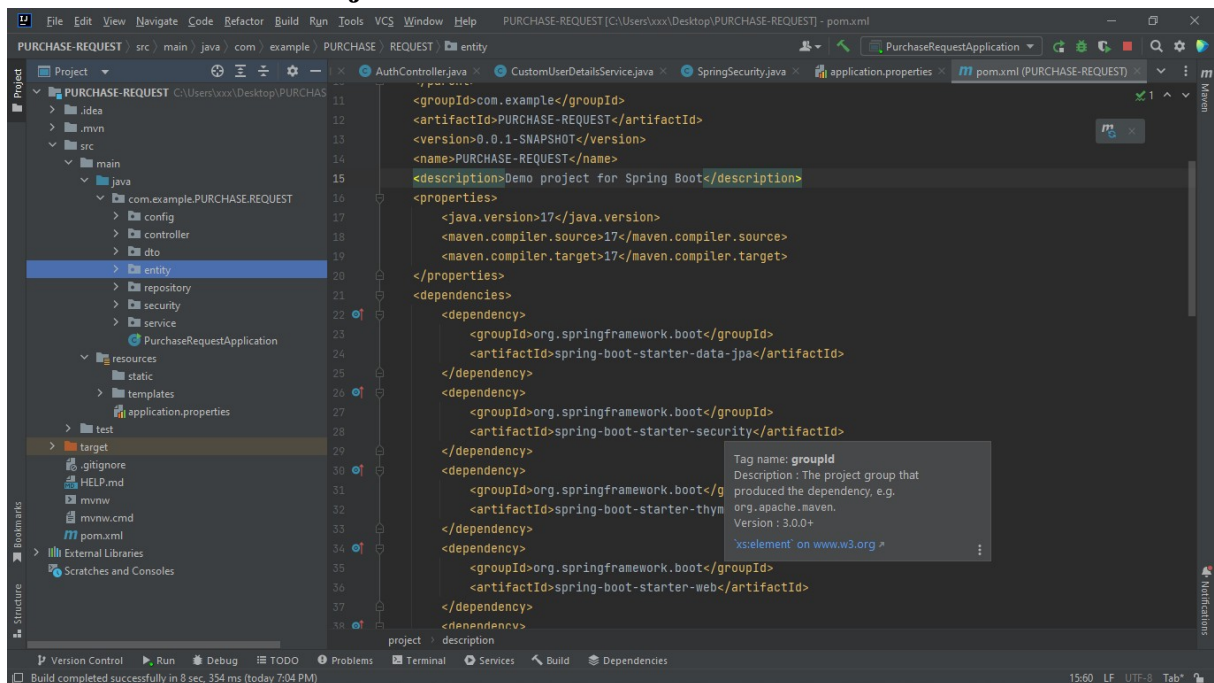 File Edit View Navigate Code Refactor Build Run Tools VCS Window Help PURCHASE-REQUEST [C:\Users\xxx\Desktop\PURCHASE-REQUEST] - pom.xml
PURCHASE-REQUEST src main java com example PURCHASE REQUEST entity PurchaseRequestApplication
Project
AuthController.java CustomUserDetailsService.java SpringSecurity.java application.properties pom.xml (PURCHASE-REQUEST)
Project
Bookmarks
Structure
PURCHASE-REQUEST C:\Users\xxx\Desktop\PURCHAS
.idea
.mvn
src
main
java
com.example.PURCHASE.REQUEST
config
controller
dto
entity
repository
security
service
PurchaseRequestApplication
resources
static
templates
application.properties
test
target
.gitignore
HELP.md
mvnw
mvnw.cmd
pom.xml
External Libraries
Scratches and Consoles
11 <groupId>com.example</groupId>
12 <artifactId>PURCHASE-REQUEST</artifactId>
13 <version>0.0.1-SNAPSHOT</version>
14 <name>PURCHASE-REQUEST</name>
15 <description>Demo project for Spring Boot</description>
16 <properties>
17 <java.version>17</java.version>
18 <maven.compiler.source>17</maven.compiler.source>
19 <maven.compiler.target>17</maven.compiler.target>
20 </properties>
21 <dependencies>
22 <dependency>
23 <groupId>org.springframework.boot</groupId>
24 <artifactId>spring-boot-starter-data-jpa</artifactId>
25 </dependency>
26 <dependency>
27 <groupId>org.springframework.boot</groupId>
28 <artifactId>spring-boot-starter-security</artifactId>
29 </dependency>
30 <dependency>
31 <groupId>org.springframework.boot</g
32 <artifactId>spring-boot-starter-thym
33 </dependency>
34 <dependency>
35 <groupId>org.springframework.boot</groupId>
36 <artifactId>spring-boot-starter-web</artifactId>
37 </dependency>
38 <dependency>
Tag name: groupId
Description : The project group that
produced the dependency, e.g.
org.apache.maven.
Version : 3.0.0+
`xs:element` on www.w3.org
1
Maven
Notifications
project description
Version Control Run Debug TODO Problems Terminal Services Build Dependencies
Build completed successfully in 8 sec, 354 ms (today 7:04 PM) 15:60 LF UTF-8 Tab*